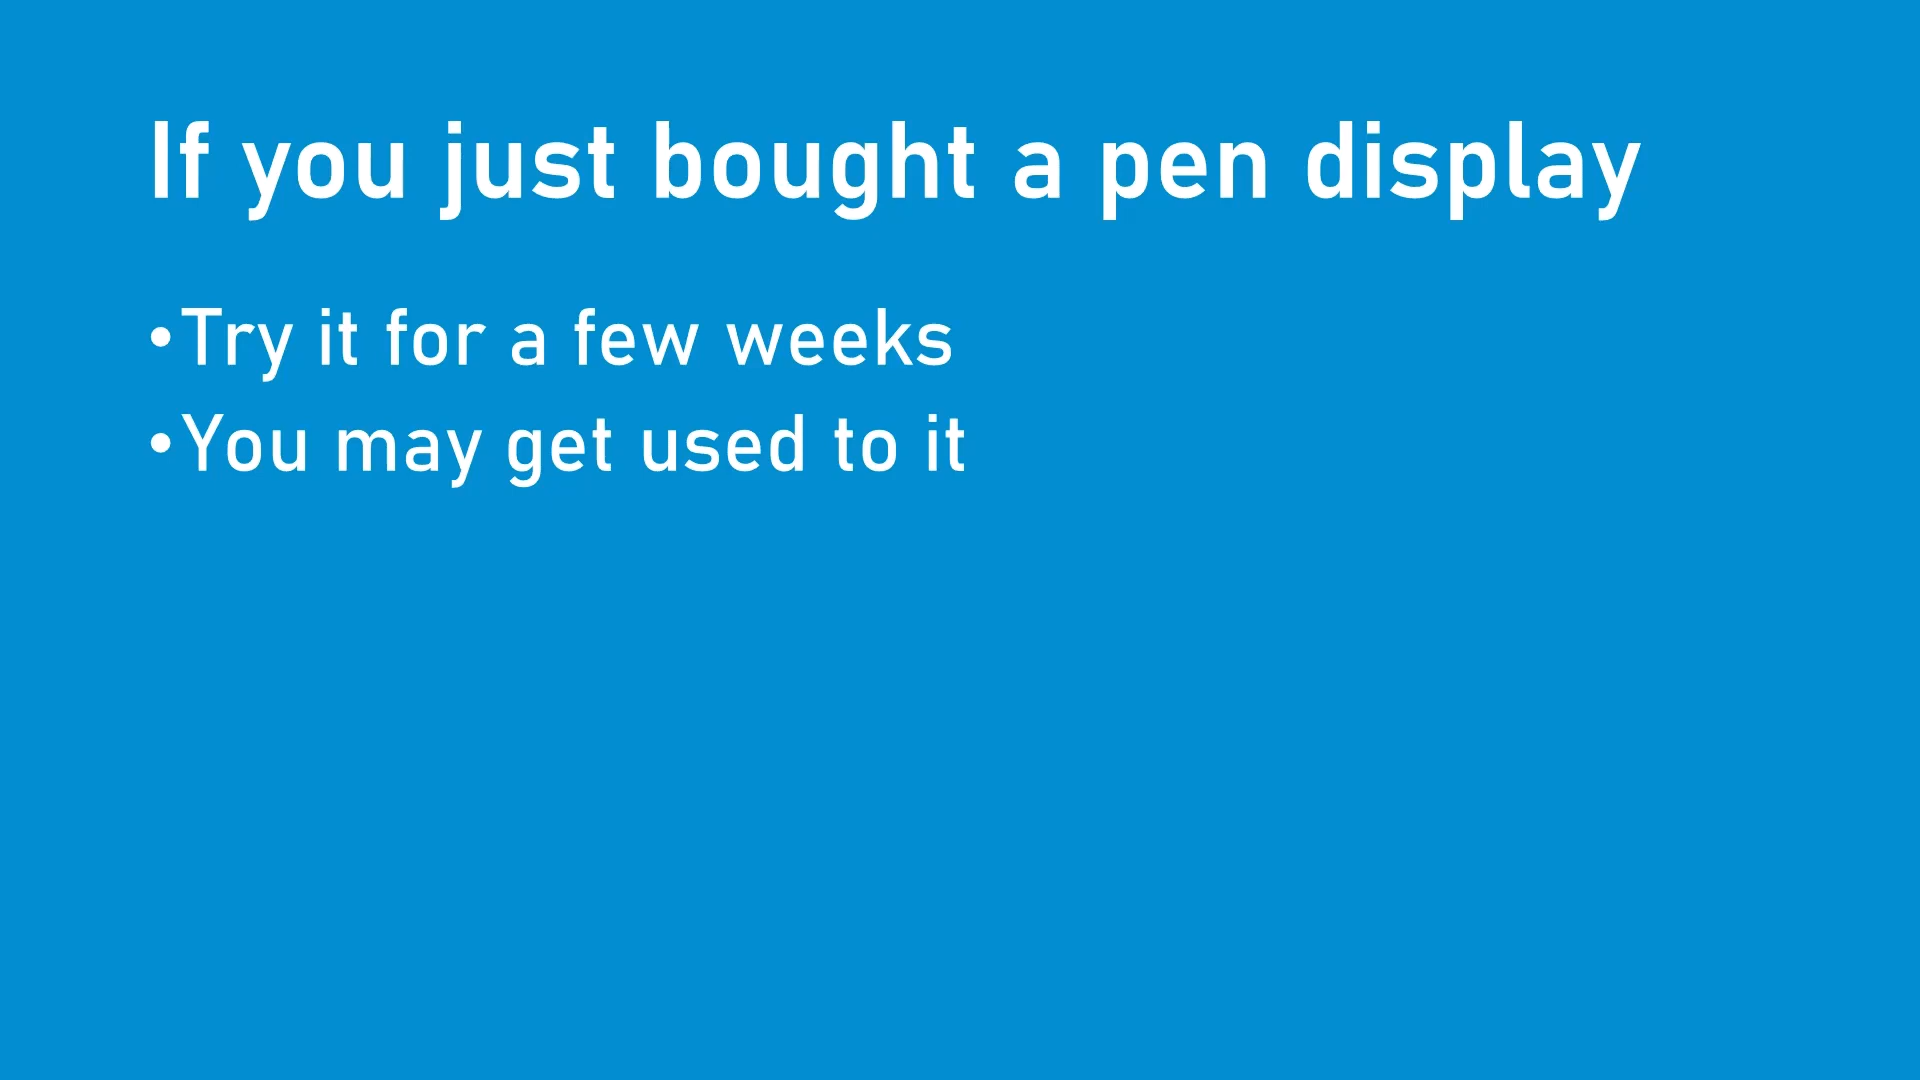 If you just bought a pen display
•Try it for a few weeks
•You may get used to it